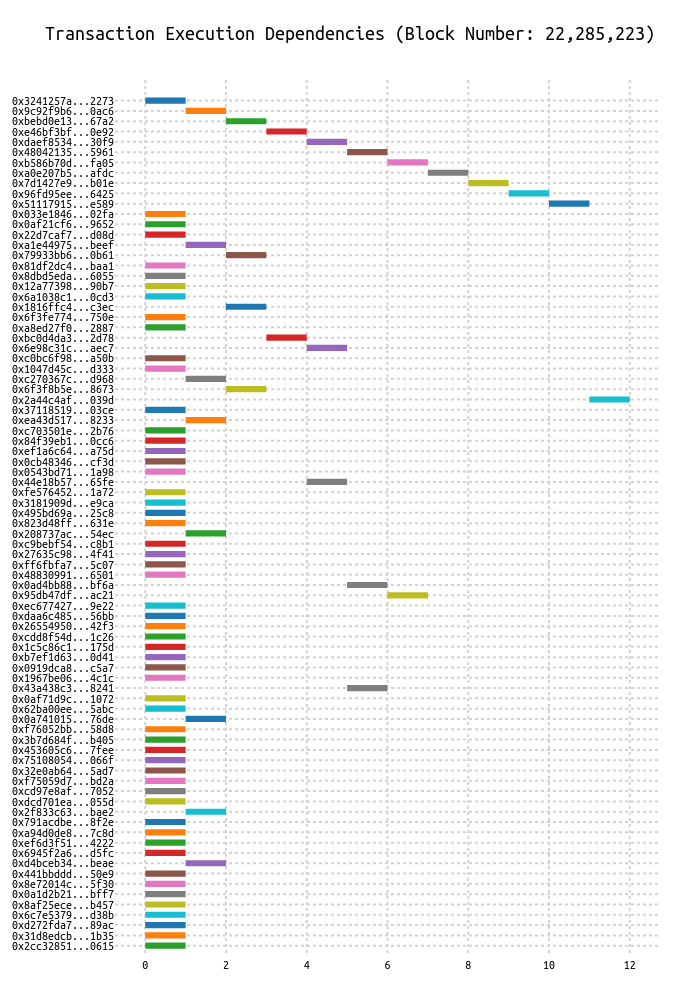 Transaction Execution Dependencies (Block Number: 22,285,223)
0x3241257a...2273
0x9c92f9b6...0ac6
0xbebd0e13...67a2
0xe46bf3bf...0e92
0xdaef8534...30f9
0x48042135...5961
0xb586b70d...fa05
0xa0e207b5...afdc
0x7d1427e9...b01e
0x96fd95ee...6425
0x51117915...e589
0x033e1846...02fa
0x0af21cf6...9652
0x22d7caf7...d08d
0xa1e44975...beef
0x79933bb6...0b61
0x81df2dc4...baa1
0x8dbd5eda...6055
0x12a77398...90b7
0x6a1038c1...0cd3
0x1816ffc4...c3ec
0x6f3fe774...750e
0xa8ed27f0...2887
0xbc0d4da3...2d78
0x6e98c31c...aec7
0xc0bc6f98...a50b
0x1047d45c...d333
0xc270367c...d968
0x6f3f8b5e...8673
0x2a44c4af...039d
0x37118519...03ce
0xea43d517...8233
0xc703501e...2b76
0x84f39eb1...0cc6
0xef1a6c64...a75d
0x0cb48346...cf3d
0x0543bd71...1a98
0x44e18b57...65fe
0xfe576452...1a72
0x3181909d...e9ca
0x495bd69a...25c8
0x823d48ff...631e
0x208737ac...54ec
0xc9bebf54...c8b1
0x27635c98...4f41
0xff6fbfa7...5c07
0x48830991...6501
0x0ad4bb88...bf6a
0x95db47df...ac21
0xec677427...9e22
0xdaa6c485...56bb
0x26554950...42f3
0xcdd8f54d...1c26
0x1c5c86c1...175d
0xb7ef1d63...0d41
0x0919dca8...c5a7
0x1967be06...4c1c
0x43a438c3...8241
0x0af71d9c...1072
0x62ba00ee...5abc
0x0a741015...76de
0xf76052bb...58d8
0x3b7d684f...b405
0x453605c6...7fee
0x75108054...066f
0x32e0ab64...5ad7
0xf75059d7...bd2a
0xcd97e8af...7052
0xdcd701ea...055d
0x2f833c63...bae2
0x791acdbe...8f2e
0xa94d0de8...7c8d
0xef6d3f51...4222
0x6945f2a6...d5fc
0xd4bceb34...beae
0x441bbddd...50e9
0x8e72014c...5f30
0x0a1d2b21...bff7
0x8af25ece...b457
0x6c7e5379...d38b
0xd272fda7...89ac
0x31d8edcb...1b35
0x2cc32851...0615
0 2 4 6 8 10 12